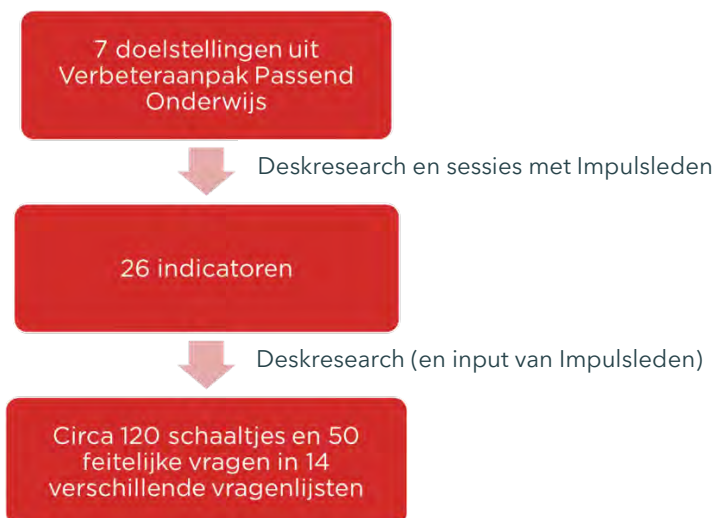 7 doelstellingen uit
Verbeteraanpak Passend
Onderwijs
Deskresearch en sessies met Impulsleden
26 indicatoren
Deskresearch (en input van Impulsleden)
Circa 120 schaaltjes en 50
feitelijke vragen in 14
verschillende vragenlijsten